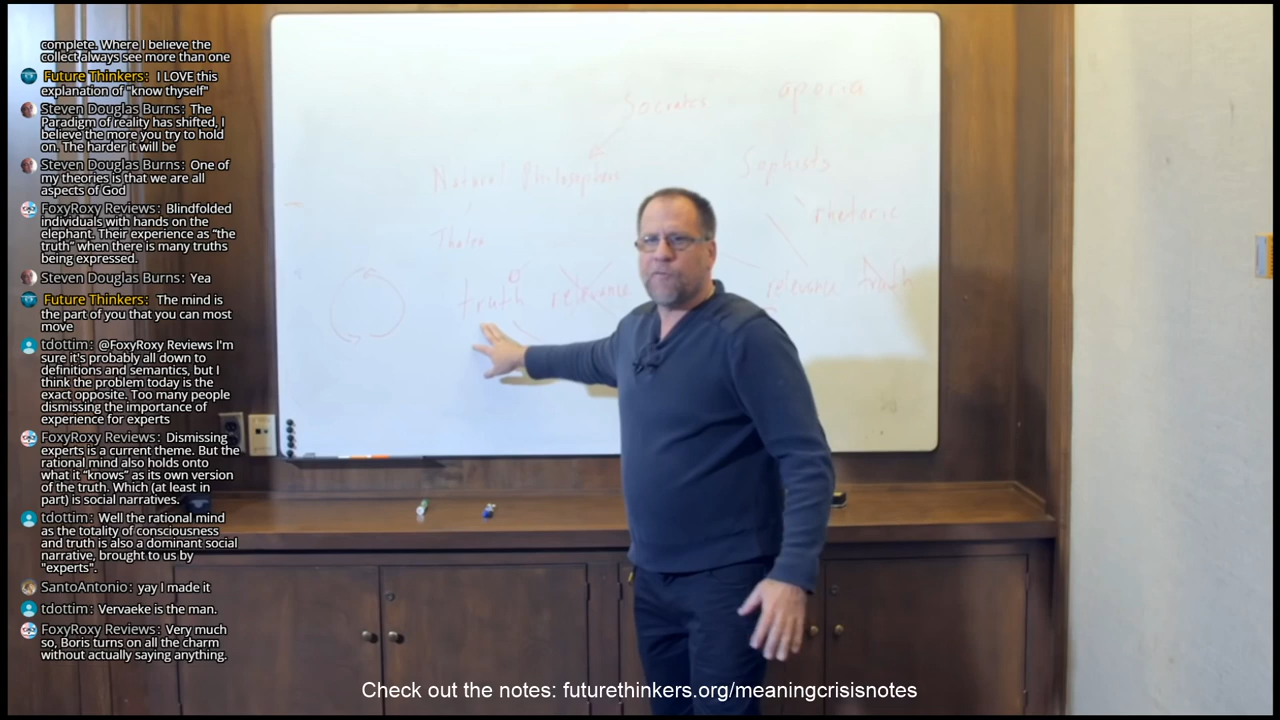 complete. Where I believe the
collect always see more than one
Future Thinkers: I LOVE this
explanation of "know thyself"
Steven Douglas Burns: The
Paradigm of reality has shifted, I
believe the more you try to hold
on. The harder it will be
Steven Douglas Burns: One of
my theories is that we are all
aspects of God
FoxyRoxy Reviews: Blindfolded
individuals with hands on the
elephant. Their experience as "the
truth" when there is many truths
being expressed.
Steven Douglas Burns: Yea
Future Thinkers: The mind is
the part of you that you can most
move
tdottim: @FoxyRoxy Reviews I'm
sure it's probably all down to
definitions and semantics, but I
think the problem today is the
exact opposite. Too many people
dismissing the importance of
experience for experts
FoxyRoxy Reviews: Dismissing
experts is a current theme. But the
rational mind also holds onto
what it "knows" as its own version
of the truth. Which (at least in
part) is social narratives.
tdottim: Well the rational mind
as the totality of consciousness
and truth is also a dominant social
narrative, brought to us by
"experts".
SantoAntonio: yay I made it
tdottim: Vervaeke is the man.
FoxyRoxy Reviews: Very much
so, Boris turns on all the charm
without actually saying anything.
aporia
Socrates
Sophists
Natural Philosophers
rhetoric
Thales
truth relevance
relevance truth
Check out the notes: futurethinkers.org/meaningcrisisnotes